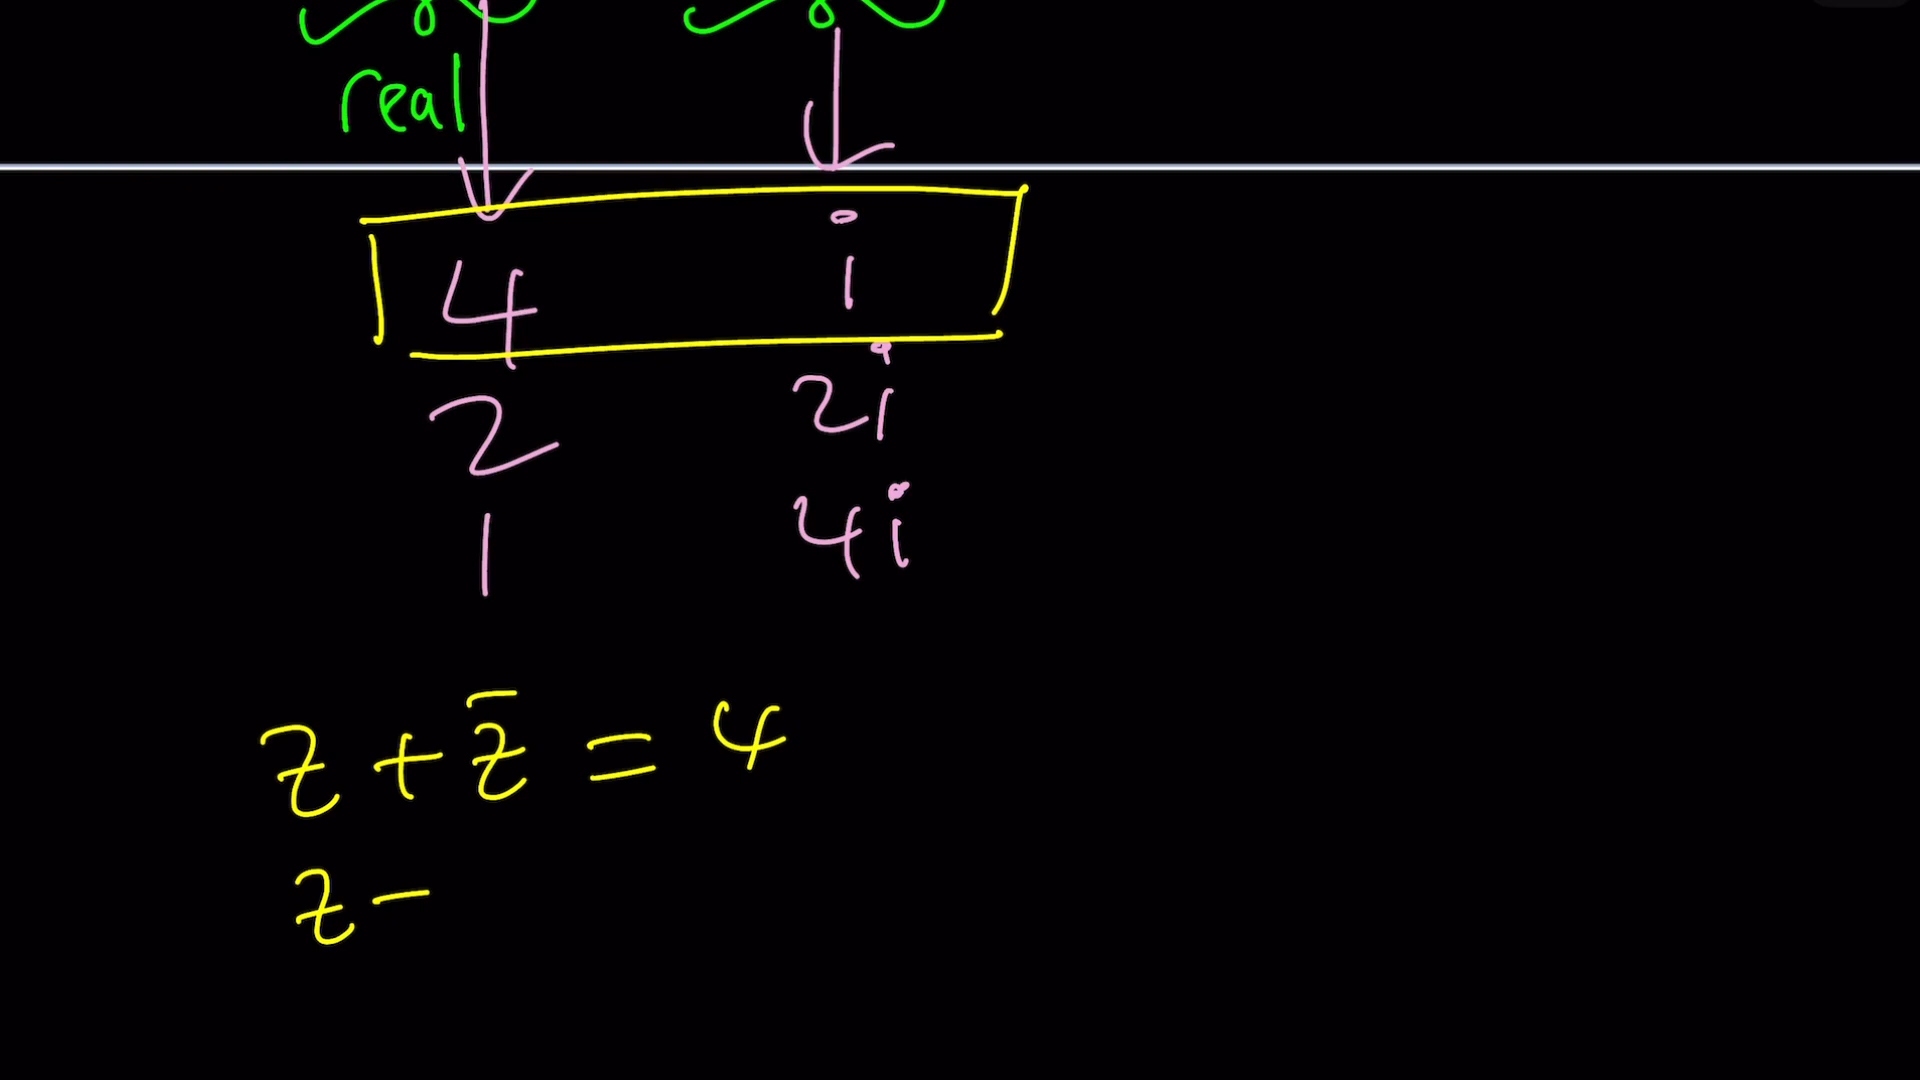 real
4 i
2 2i
1 4i
z + z̄ = 4
z −